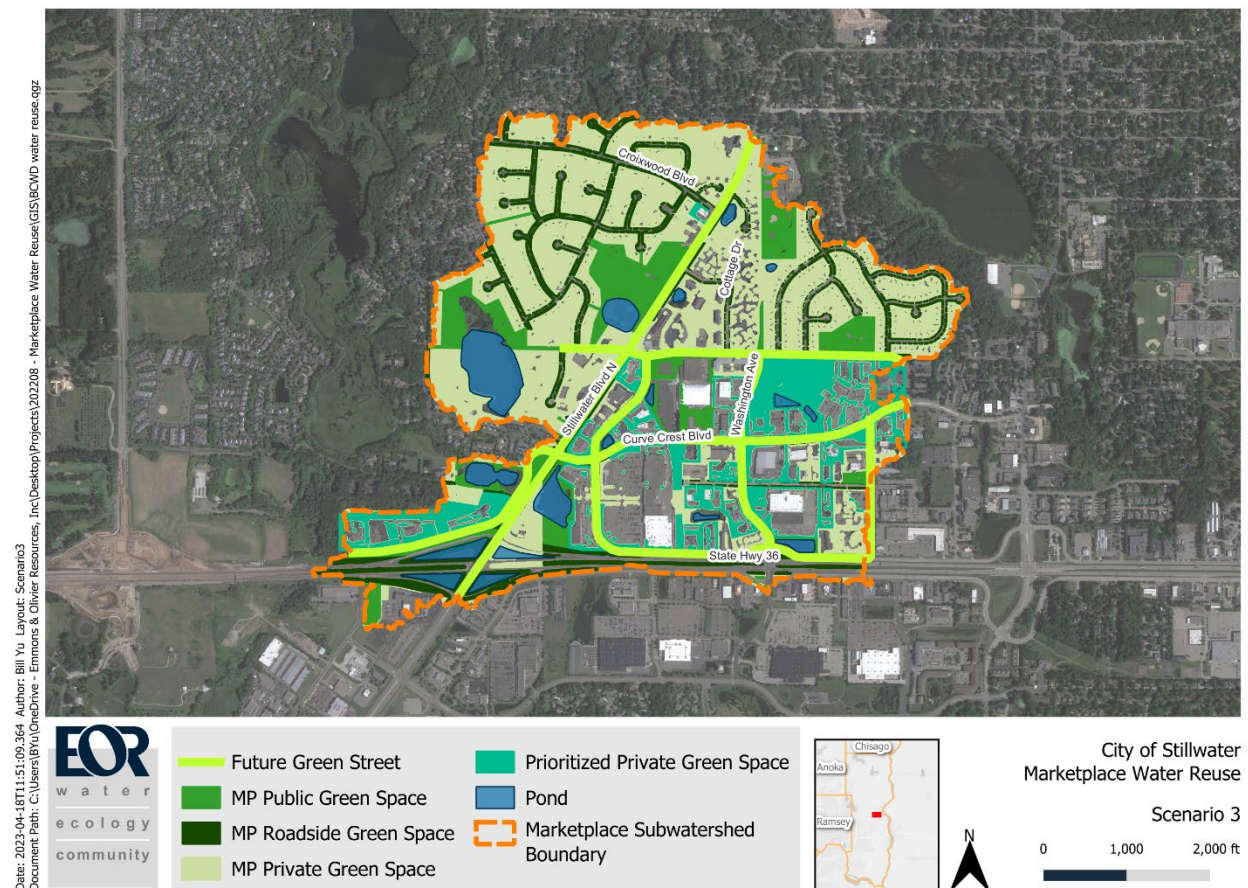 Date: 2023-04-18T11:51:09.364 Author: Bill Yu Layout: Scenario3
Document Path: C:\Users\BYu\OneDrive - Emmons & Olivier Resources, Inc\Desktop\Projects\202208 - Marketplace Water Reuse\GIS\BCWD water reuse.qgz
Croixwood Blvd
Cottage Dr
Stillwater Blvd N
Washington Ave
Curve Crest Blvd
State Hwy 36
EOR
water
ecology
community
Future Green Street
MP Public Green Space
MP Roadside Green Space
MP Private Green Space
Prioritized Private Green Space
Pond
Marketplace Subwatershed
Boundary
Chisago
Anoka
Ramsey
N
City of Stillwater
Marketplace Water Reuse
Scenario 3
0 1,000 2,000 ft